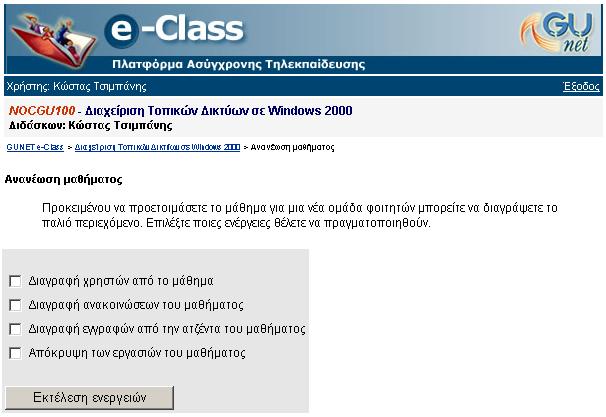 e-Class
GUnet
Πλατφόρμα Ασύγχρονης Τηλεκπαίδευσης
Χρήστης: Κώστας Τσιμπάνης Έξοδος
NOCGU100 - Διαχείριση Τοπικών Δικτύων σε Windows 2000
Διδάσκων: Κώστας Τσιμπάνης
GUNET e-Class > Διαχείριση Τοπικών Δικτύων σε Windows 2000 > Ανανέωση μαθήματος
Ανανέωση μαθήματος
Προκειμένου να προετοιμάσετε το μάθημα για μια νέα ομάδα φοιτητών μπορείτε να διαγράψετε το
παλιό περιεχόμενο. Επιλέξτε ποιες ενέργειες θέλετε να πραγματοποιηθούν.
Διαγραφή χρηστών από το μάθημα
Διαγραφή ανακοινώσεων του μαθήματος
Διαγραφή εγγραφών από την ατζέντα του μαθήματος
Απόκρυψη των εργασιών του μαθήματος
Εκτέλεση ενεργειών